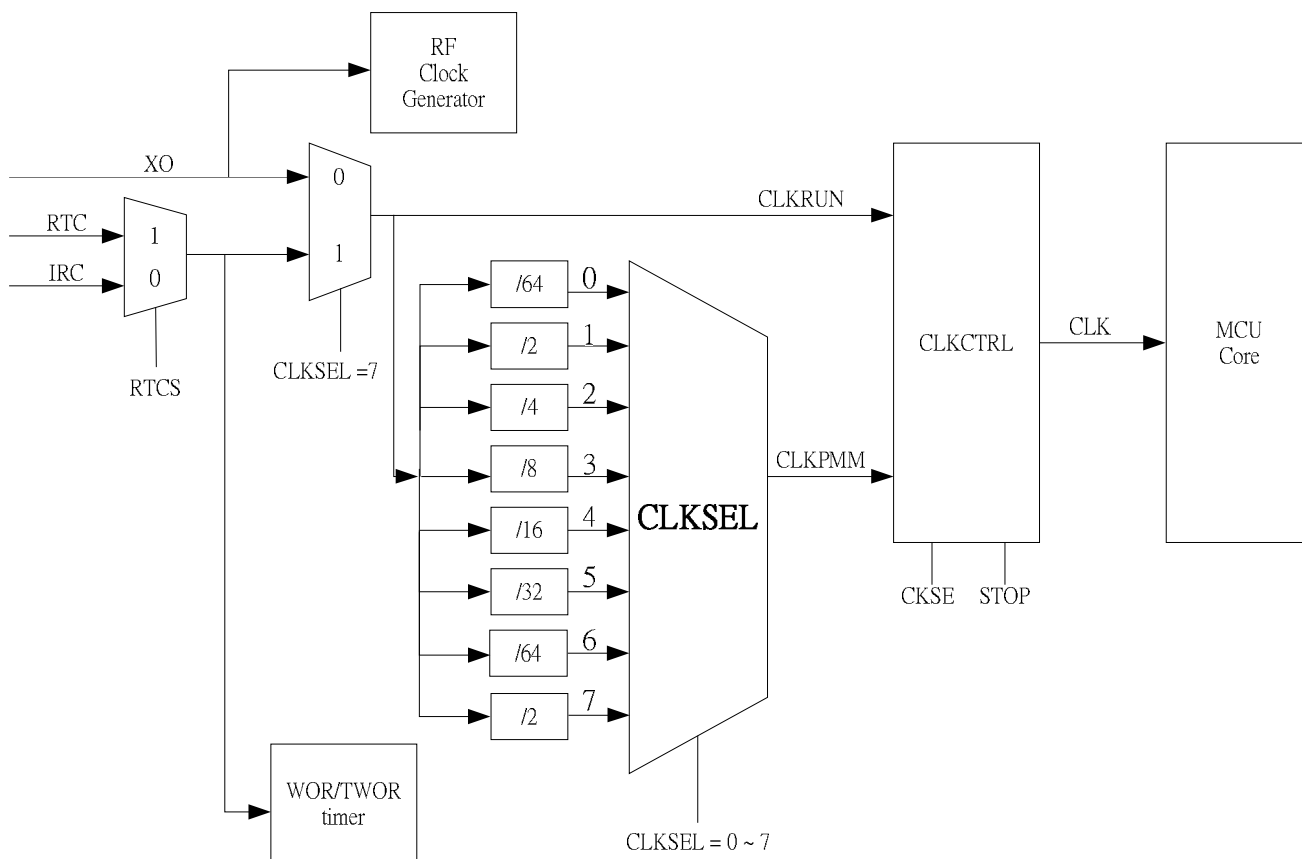 RF
Clock
Generator
XO
0
CLKRUN
RTC
1
1
IRC
0
/64
0
CLK
/2
1
CLKCTRL
MCU
Core
CLKSEL =7
RTCS
/4
2
/8
3
CLKPMM
/16
4
CLKSEL
/32
5
CKSE
STOP
/64
6
/2
7
WOR/TWOR
timer
CLKSEL = 0 ~ 7